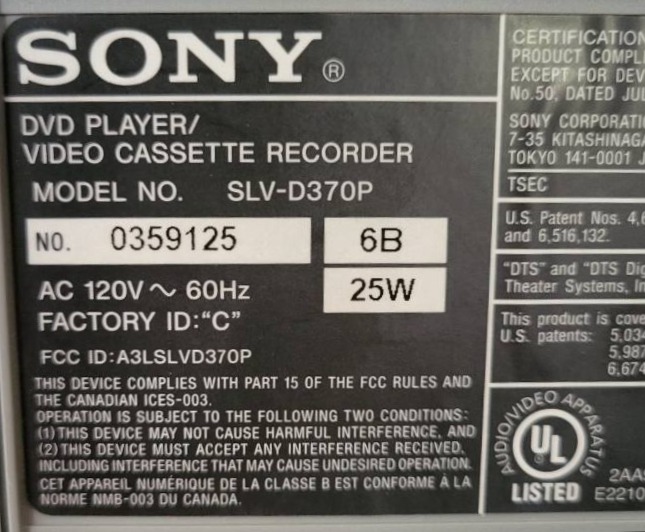 SONY®
DVD PLAYER/
VIDEO CASSETTE RECORDER
MODEL NO. SLV-D370P
NO. 0359125 6B
AC 120V ~ 60Hz 25W
FACTORY ID:"C"
FCC ID:A3LSLVD370P
THIS DEVICE COMPLIES WITH PART 15 OF THE FCC RULES AND
THE CANADIAN ICES-003.
OPERATION IS SUBJECT TO THE FOLLOWING TWO CONDITIONS:
(1) THIS DEVICE MAY NOT CAUSE HARMFUL INTERFERENCE, AND
(2) THIS DEVICE MUST ACCEPT ANY INTERFERENCE RECEIVED,
INCLUDING INTERFERENCE THAT MAY CAUSE UNDESIRED OPERATION.
CET APPAREIL NUMÉRIQUE DE LA CLASSE B EST CONFORME À LA
NORME NMB-003 DU CANADA.
CERTIFICATION
PRODUCT COMPLI
EXCEPT FOR DEV
No.50, DATED JUL
SONY CORPORATI
7-35 KITASHINAGA
TOKYO 141-0001 J
TSEC
U.S. Patent Nos. 4,6
and 6,516,132.
"DTS" and "DTS Dig
Theater Systems, In
This product is cove
U.S. patents: 5,034
5,987
6,674
AUDIO/VIDEO APPARATUS
UL®
LISTED
2AA9
E2210